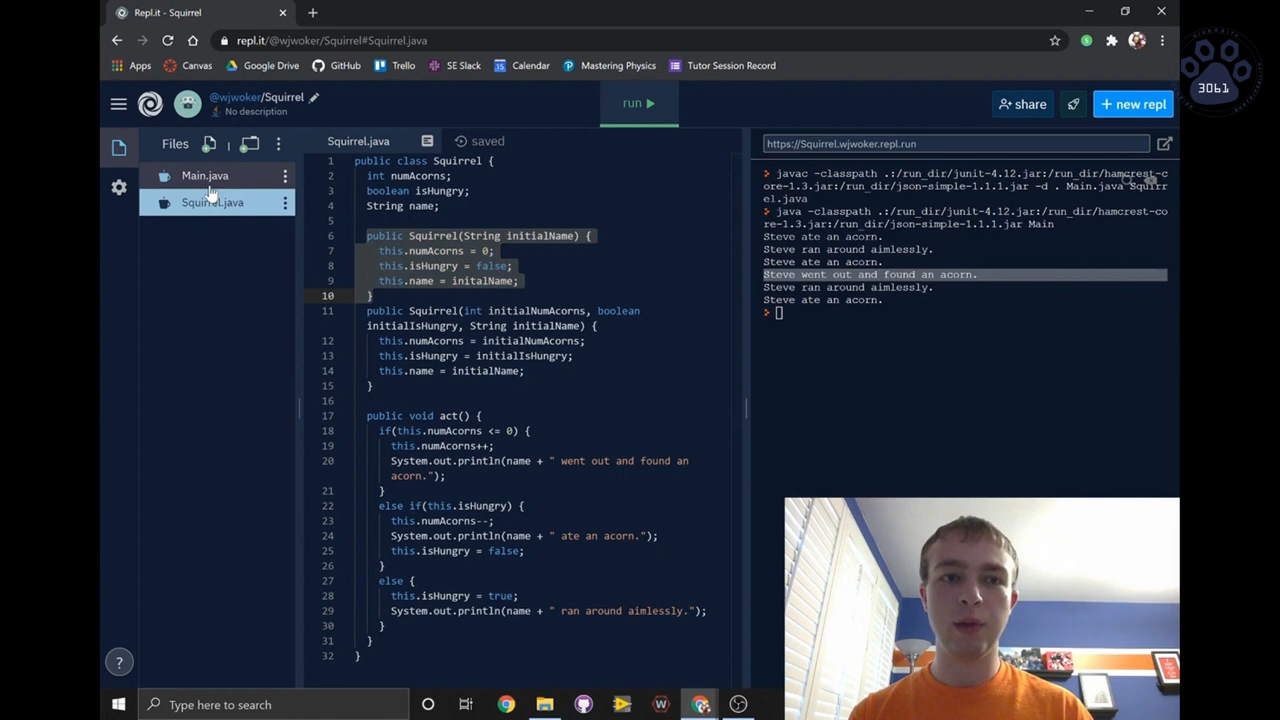 Repl.it - Squirrel
repl.it/@wjwoker/Squirrel#Squirrel.java
Apps Canvas Google Drive GitHub Trello SE Slack Calendar Mastering Physics Tutor Session Record
3061
@wjwoker/Squirrel
No description
run
share
+ new repl
Files
Main.java
Squirrel.java
Squirrel.java saved
1 public class Squirrel {
2 int numAcorns;
3 boolean isHungry;
4 String name;
5
6 public Squirrel(String initialName) {
7 this.numAcorns = 0;
8 this.isHungry = false;
9 this.name = initalName;
10 }
11 public Squirrel(int initialNumAcorns, boolean
initialIsHungry, String initialName) {
12 this.numAcorns = initialNumAcorns;
13 this.isHungry = initialIsHungry;
14 this.name = initialName;
15 }
16
17 public void act() {
18 if(this.numAcorns <= 0) {
19 this.numAcorns++;
20 System.out.println(name + " went out and found an
acorn.");
21 }
22 else if(this.isHungry) {
23 this.numAcorns--;
24 System.out.println(name + " ate an acorn.");
25 this.isHungry = false;
26 }
27 else {
28 this.isHungry = true;
29 System.out.println(name + " ran around aimlessly.");
30 }
31 }
32 }
https://Squirrel.wjwoker.repl.run
javac -classpath .:/run_dir/junit-4.12.jar:/run_dir/hamcrest-c
ore-1.3.jar:/run_dir/json-simple-1.1.1.jar -d . Main.java Squirr
el.java
java -classpath .:/run_dir/junit-4.12.jar:/run_dir/hamcrest-co
re-1.3.jar:/run_dir/json-simple-1.1.1.jar Main
Steve ate an acorn.
Steve ran around aimlessly.
Steve ate an acorn.
Steve went out and found an acorn.
Steve ran around aimlessly.
Steve ate an acorn.
?
Type here to search